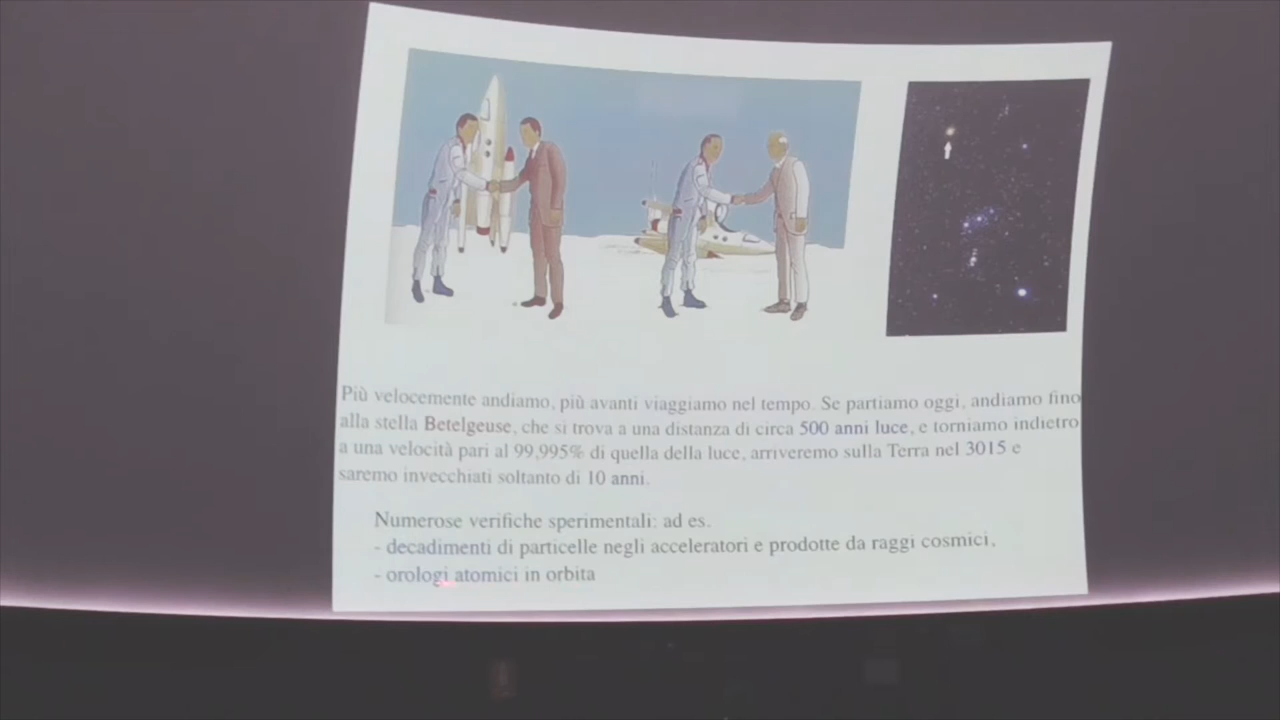 Più velocemente andiamo, più avanti viaggiamo nel tempo. Se partiamo oggi, andiamo fino
alla stella Betelgeuse, che si trova a una distanza di circa 500 anni luce, e torniamo indietro
a una velocità pari al 99,995% di quella della luce, arriveremo sulla Terra nel 3015 e
saremo invecchiati soltanto di 10 anni.
Numerose verifiche sperimentali: ad es.
- decadimenti di particelle negli acceleratori e prodotte da raggi cosmici,
- orologi atomici in orbita